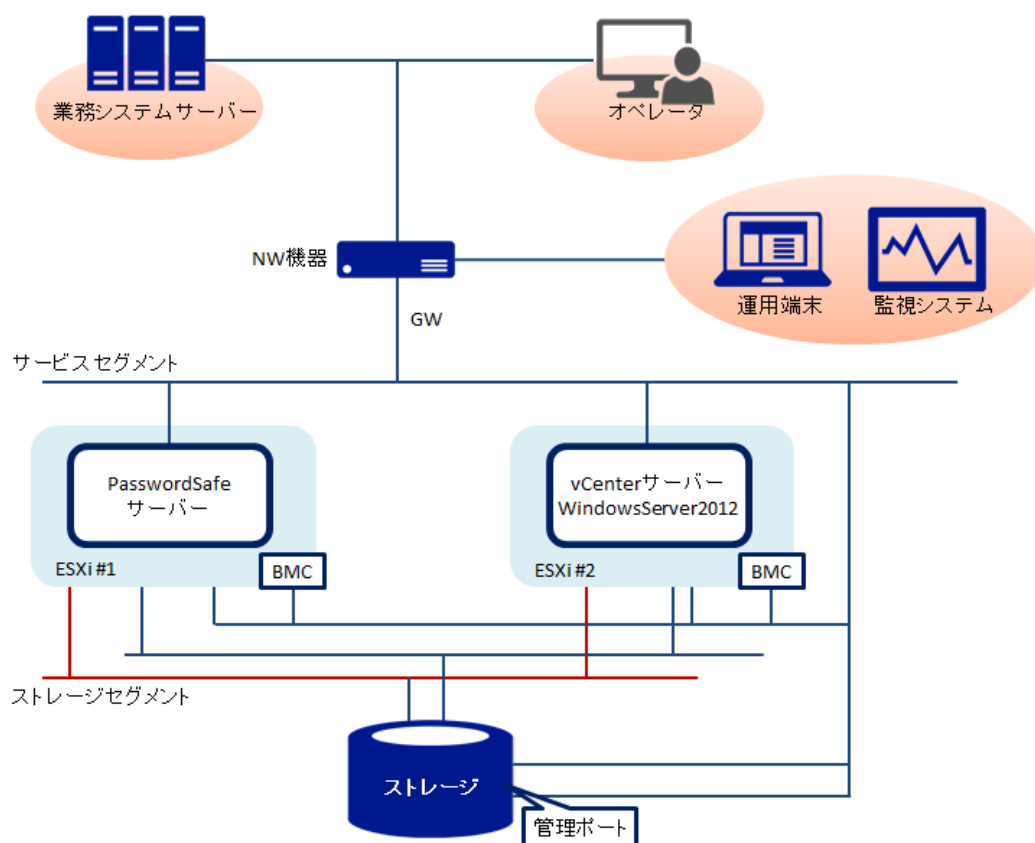 業務システムサーバー
オペレータ
NW機器
運用端末
監視システム
GW
サービスセグメント
PasswordSafe
サーバー
vCenterサーバー
WindowsServer2012
ESXi #1
BMC
ESXi #2
BMC
ストレージセグメント
ストレージ
管理ポート